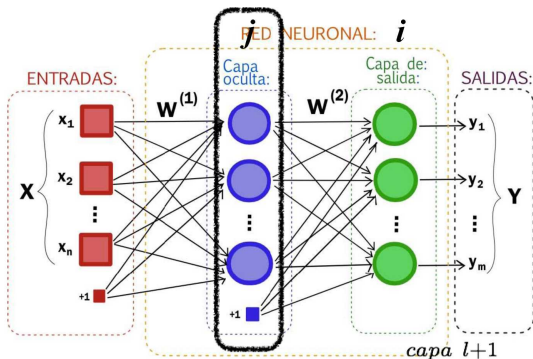 RED NEURONAL:
j
i
ENTRADAS:
Capa
oculta:
Capa de:
salida:
SALIDAS:
W(1)
W(2)
x1
x2
⋮
xn
+1
X
⋮
+1
⋮
y1
y2
⋮
ym
Y
capa l+1